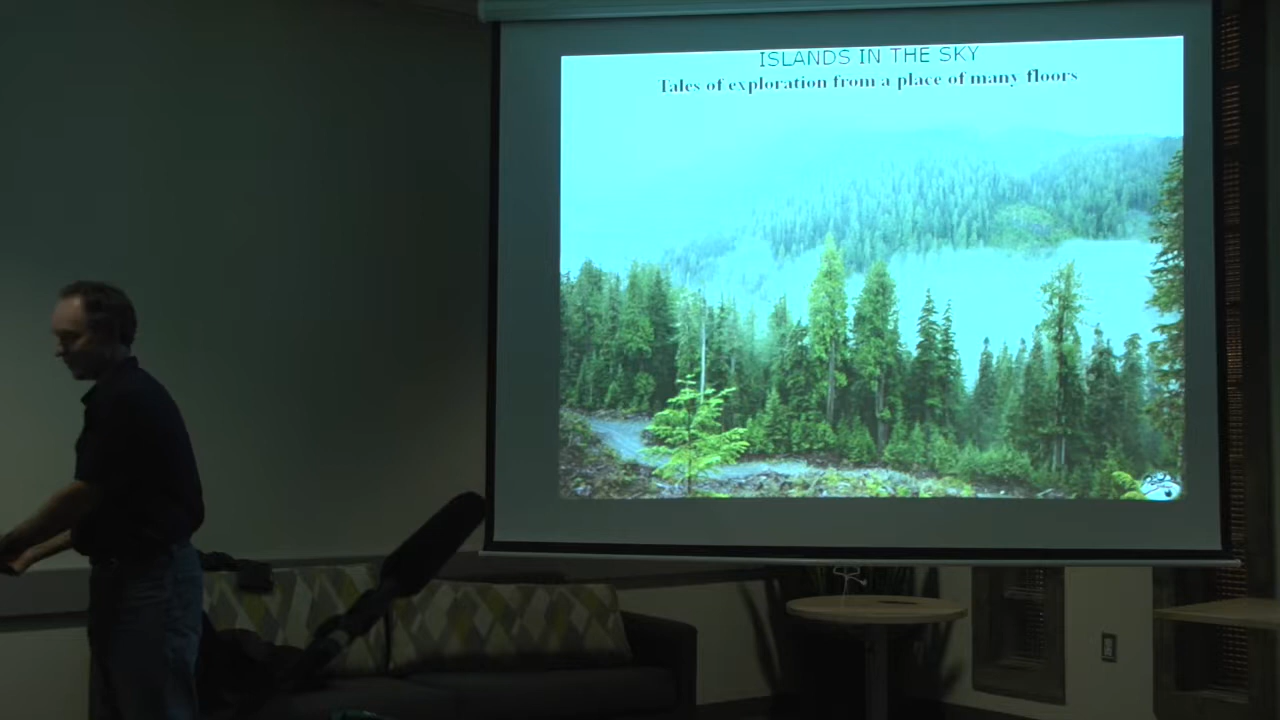 ISLANDS IN THE SKY
Tales of exploration from a place of many floors